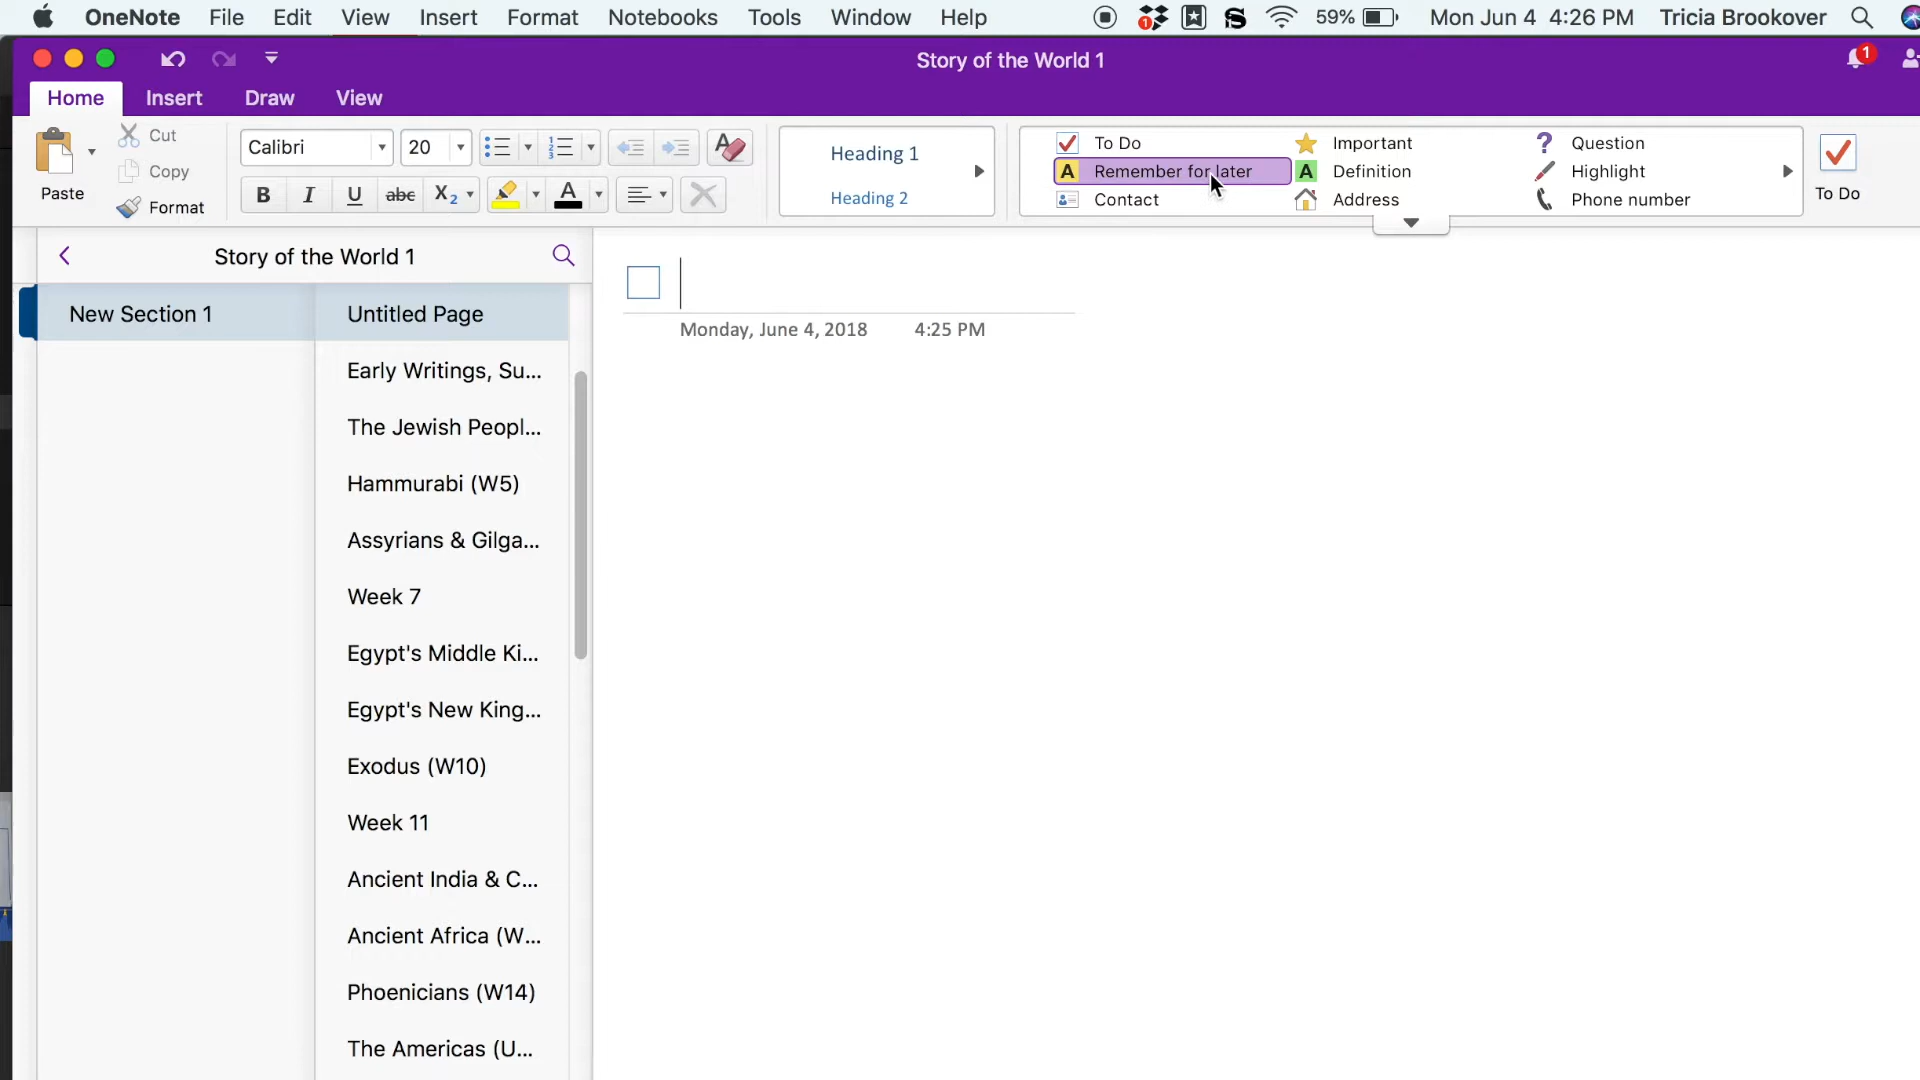 OneNote File Edit View Insert Format Notebooks Tools Window Help 1 59% Mon Jun 4 4:26 PM Tricia Brookover
Story of the World 1 1
Home Insert Draw View
Paste
Cut
Copy
Format
Calibri 20
B I U abc X2 A
Heading 1
Heading 2
To Do Important Question
A Remember for later A Definition Highlight
Contact Address Phone number
To Do
Story of the World 1
New Section 1
Untitled Page
Early Writings, Su...
The Jewish Peopl...
Hammurabi (W5)
Assyrians & Gilga...
Week 7
Egypt's Middle Ki...
Egypt's New King...
Exodus (W10)
Week 11
Ancient India & C...
Ancient Africa (W...
Phoenicians (W14)
The Americas (U...
Monday, June 4, 2018 4:25 PM